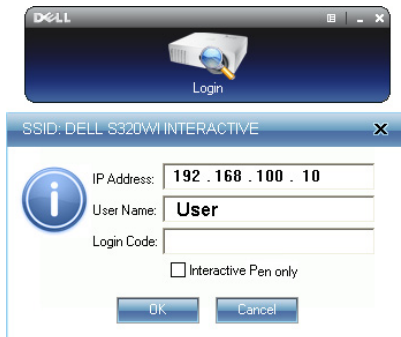 DELL
Login
SSID: DELL S320WI INTERACTIVE
IP Address: 192 . 168 . 100 . 10
User Name: User
Login Code:
Interactive Pen only
OK Cancel